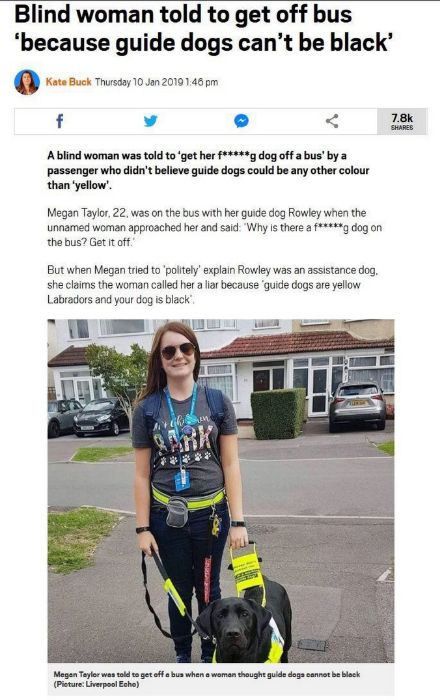 Blind woman told to get off bus
‘because guide dogs can’t be black’
Kate Buck Thursday 10 Jan 2019 1:46 pm
f
7.8k
SHARES
A blind woman was told to ‘get her f*****g dog off a bus’ by a
passenger who didn’t believe guide dogs could be any other colour
than ‘yellow’.
Megan Taylor, 22, was on the bus with her guide dog Rowley when the
unnamed woman approached her and said: ‘Why is there a f*****g dog on
the bus? Get it off.’
But when Megan tried to ‘politely’ explain Rowley was an assistance dog,
she claims the woman called her a liar because ‘guide dogs are yellow
Labradors and your dog is black’.
BARK
Megan Taylor was told to get off a bus when a woman thought guide dogs cannot be black
(Picture: Liverpool Echo)